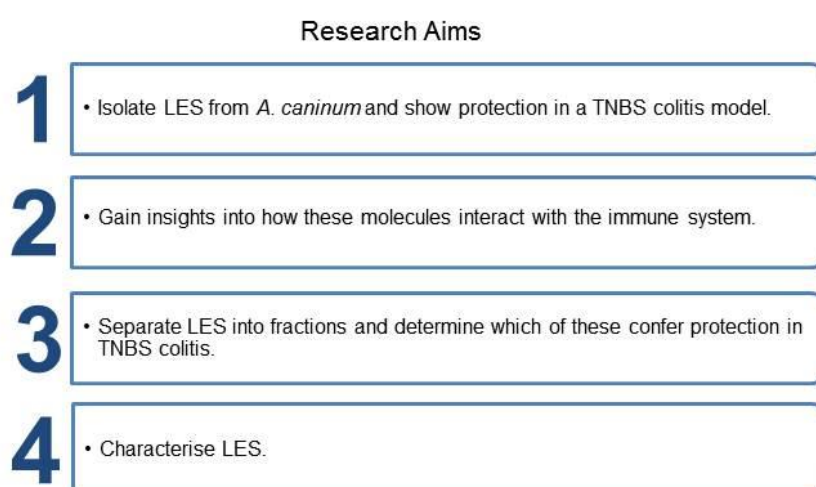 Research Aims
1
• Isolate LES from A. caninum and show protection in a TNBS colitis model.
2
• Gain insights into how these molecules interact with the immune system.
3
• Separate LES into fractions and determine which of these confer protection in
TNBS colitis.
4
• Characterise LES.